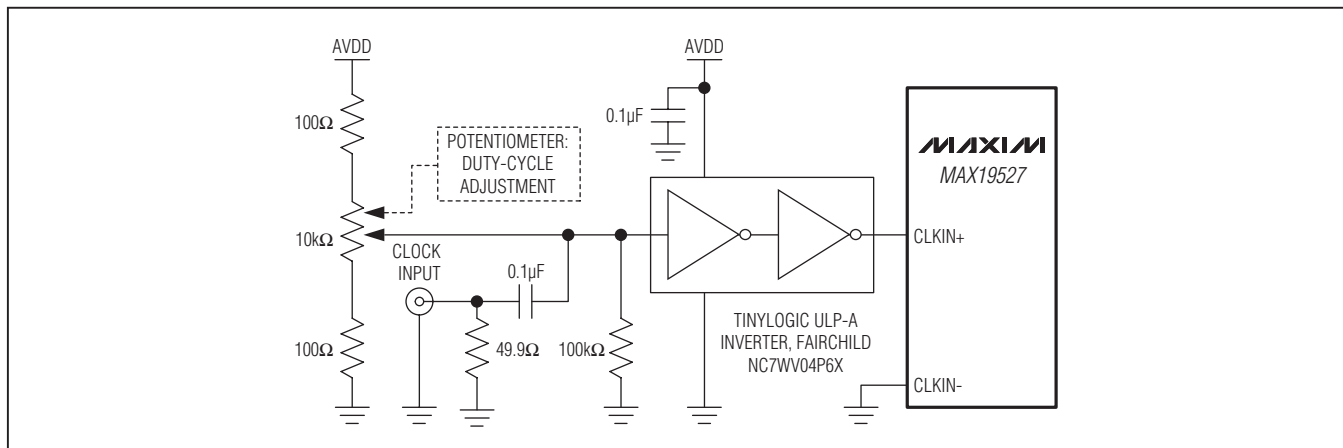 AVDD
100Ω
10kΩ
100Ω
POTENTIOMETER:
DUTY-CYCLE
ADJUSTMENT
CLOCK
INPUT
0.1µF
49.9Ω
100kΩ
AVDD
0.1µF
TINYLOGIC ULP-A
INVERTER, FAIRCHILD
NC7WV04P6X
MAXIM
MAX19527
CLKIN+
CLKIN-